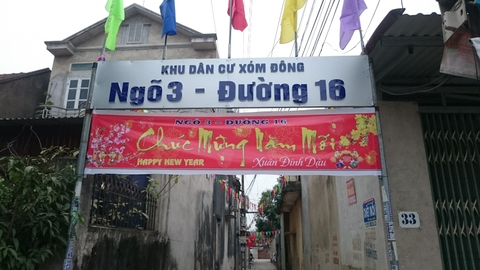 KHU DÂN CƯ XÓM ĐÔNG
Ngõ 3 - Đường 16
NGÕ 3 - ĐƯỜNG 16
Chúc Mừng Năm Mới
HAPPY NEW YEAR
Xuân Đinh Dậu
33